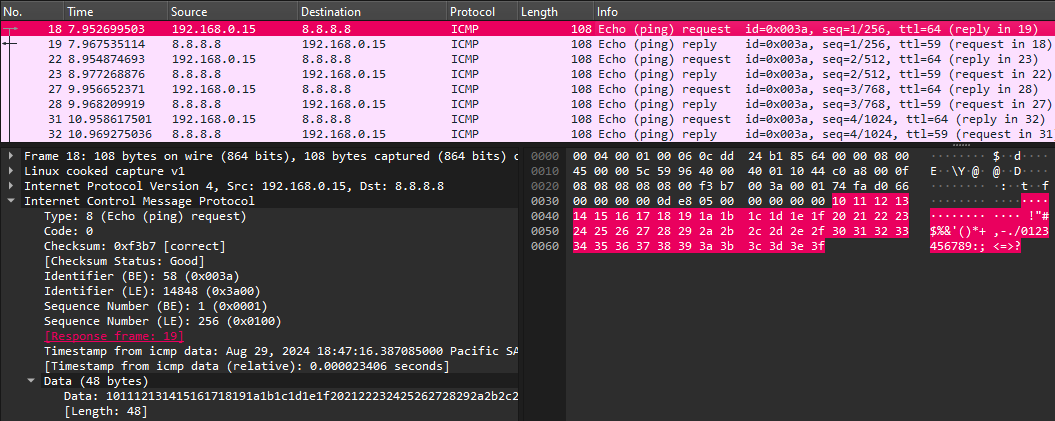 No. Time Source Destination Protocol Length Info
18 7.952699503 192.168.0.15 8.8.8.8 ICMP 108 Echo (ping) request id=0x003a, seq=1/256, ttl=64 (reply in 19)
19 7.967535114 8.8.8.8 192.168.0.15 ICMP 108 Echo (ping) reply id=0x003a, seq=1/256, ttl=59 (request in 18)
22 8.954874693 192.168.0.15 8.8.8.8 ICMP 108 Echo (ping) request id=0x003a, seq=2/512, ttl=64 (reply in 23)
23 8.977268876 8.8.8.8 192.168.0.15 ICMP 108 Echo (ping) reply id=0x003a, seq=2/512, ttl=59 (request in 22)
27 9.956652371 192.168.0.15 8.8.8.8 ICMP 108 Echo (ping) request id=0x003a, seq=3/768, ttl=64 (reply in 28)
28 9.968209919 8.8.8.8 192.168.0.15 ICMP 108 Echo (ping) reply id=0x003a, seq=3/768, ttl=59 (request in 27)
31 10.958617501 192.168.0.15 8.8.8.8 ICMP 108 Echo (ping) request id=0x003a, seq=4/1024, ttl=64 (reply in 32)
32 10.969275036 8.8.8.8 192.168.0.15 ICMP 108 Echo (ping) reply id=0x003a, seq=4/1024, ttl=59 (request in 31
Frame 18: 108 bytes on wire (864 bits), 108 bytes captured (864 bits) c
Linux cooked capture v1
Internet Protocol Version 4, Src: 192.168.0.15, Dst: 8.8.8.8
Internet Control Message Protocol
Type: 8 (Echo (ping) request)
Code: 0
Checksum: 0xf3b7 [correct]
[Checksum Status: Good]
Identifier (BE): 58 (0x003a)
Identifier (LE): 14848 (0x3a00)
Sequence Number (BE): 1 (0x0001)
Sequence Number (LE): 256 (0x0100)
[Response frame: 19]
Timestamp from icmp data: Aug 29, 2024 18:47:16.387085000 Pacific SA
[Timestamp from icmp data (relative): 0.000023406 seconds]
Data (48 bytes)
Data: 101112131415161718191a1b1c1d1e1f202122232425262728292a2b2c2
[Length: 48]
0000 00 04 00 01 00 06 0c dd 24 b1 85 64 00 00 08 00 ········ $··d····
0010 45 00 00 5c 59 96 40 00 40 01 10 44 c0 a8 00 0f E··\Y·@· @··D····
0020 08 08 08 08 08 00 f3 b7 00 3a 00 01 74 fa d0 66 ········ ·:··t··f
0030 00 00 00 00 0d e8 05 00 00 00 00 00 10 11 12 13 ········ ········
0040 14 15 16 17 18 19 1a 1b 1c 1d 1e 1f 20 21 22 23 ········ ···· !"#
0050 24 25 26 27 28 29 2a 2b 2c 2d 2e 2f 30 31 32 33 $%&'()*+ ,-./0123
0060 34 35 36 37 38 39 3a 3b 3c 3d 3e 3f 456789:; <=>?